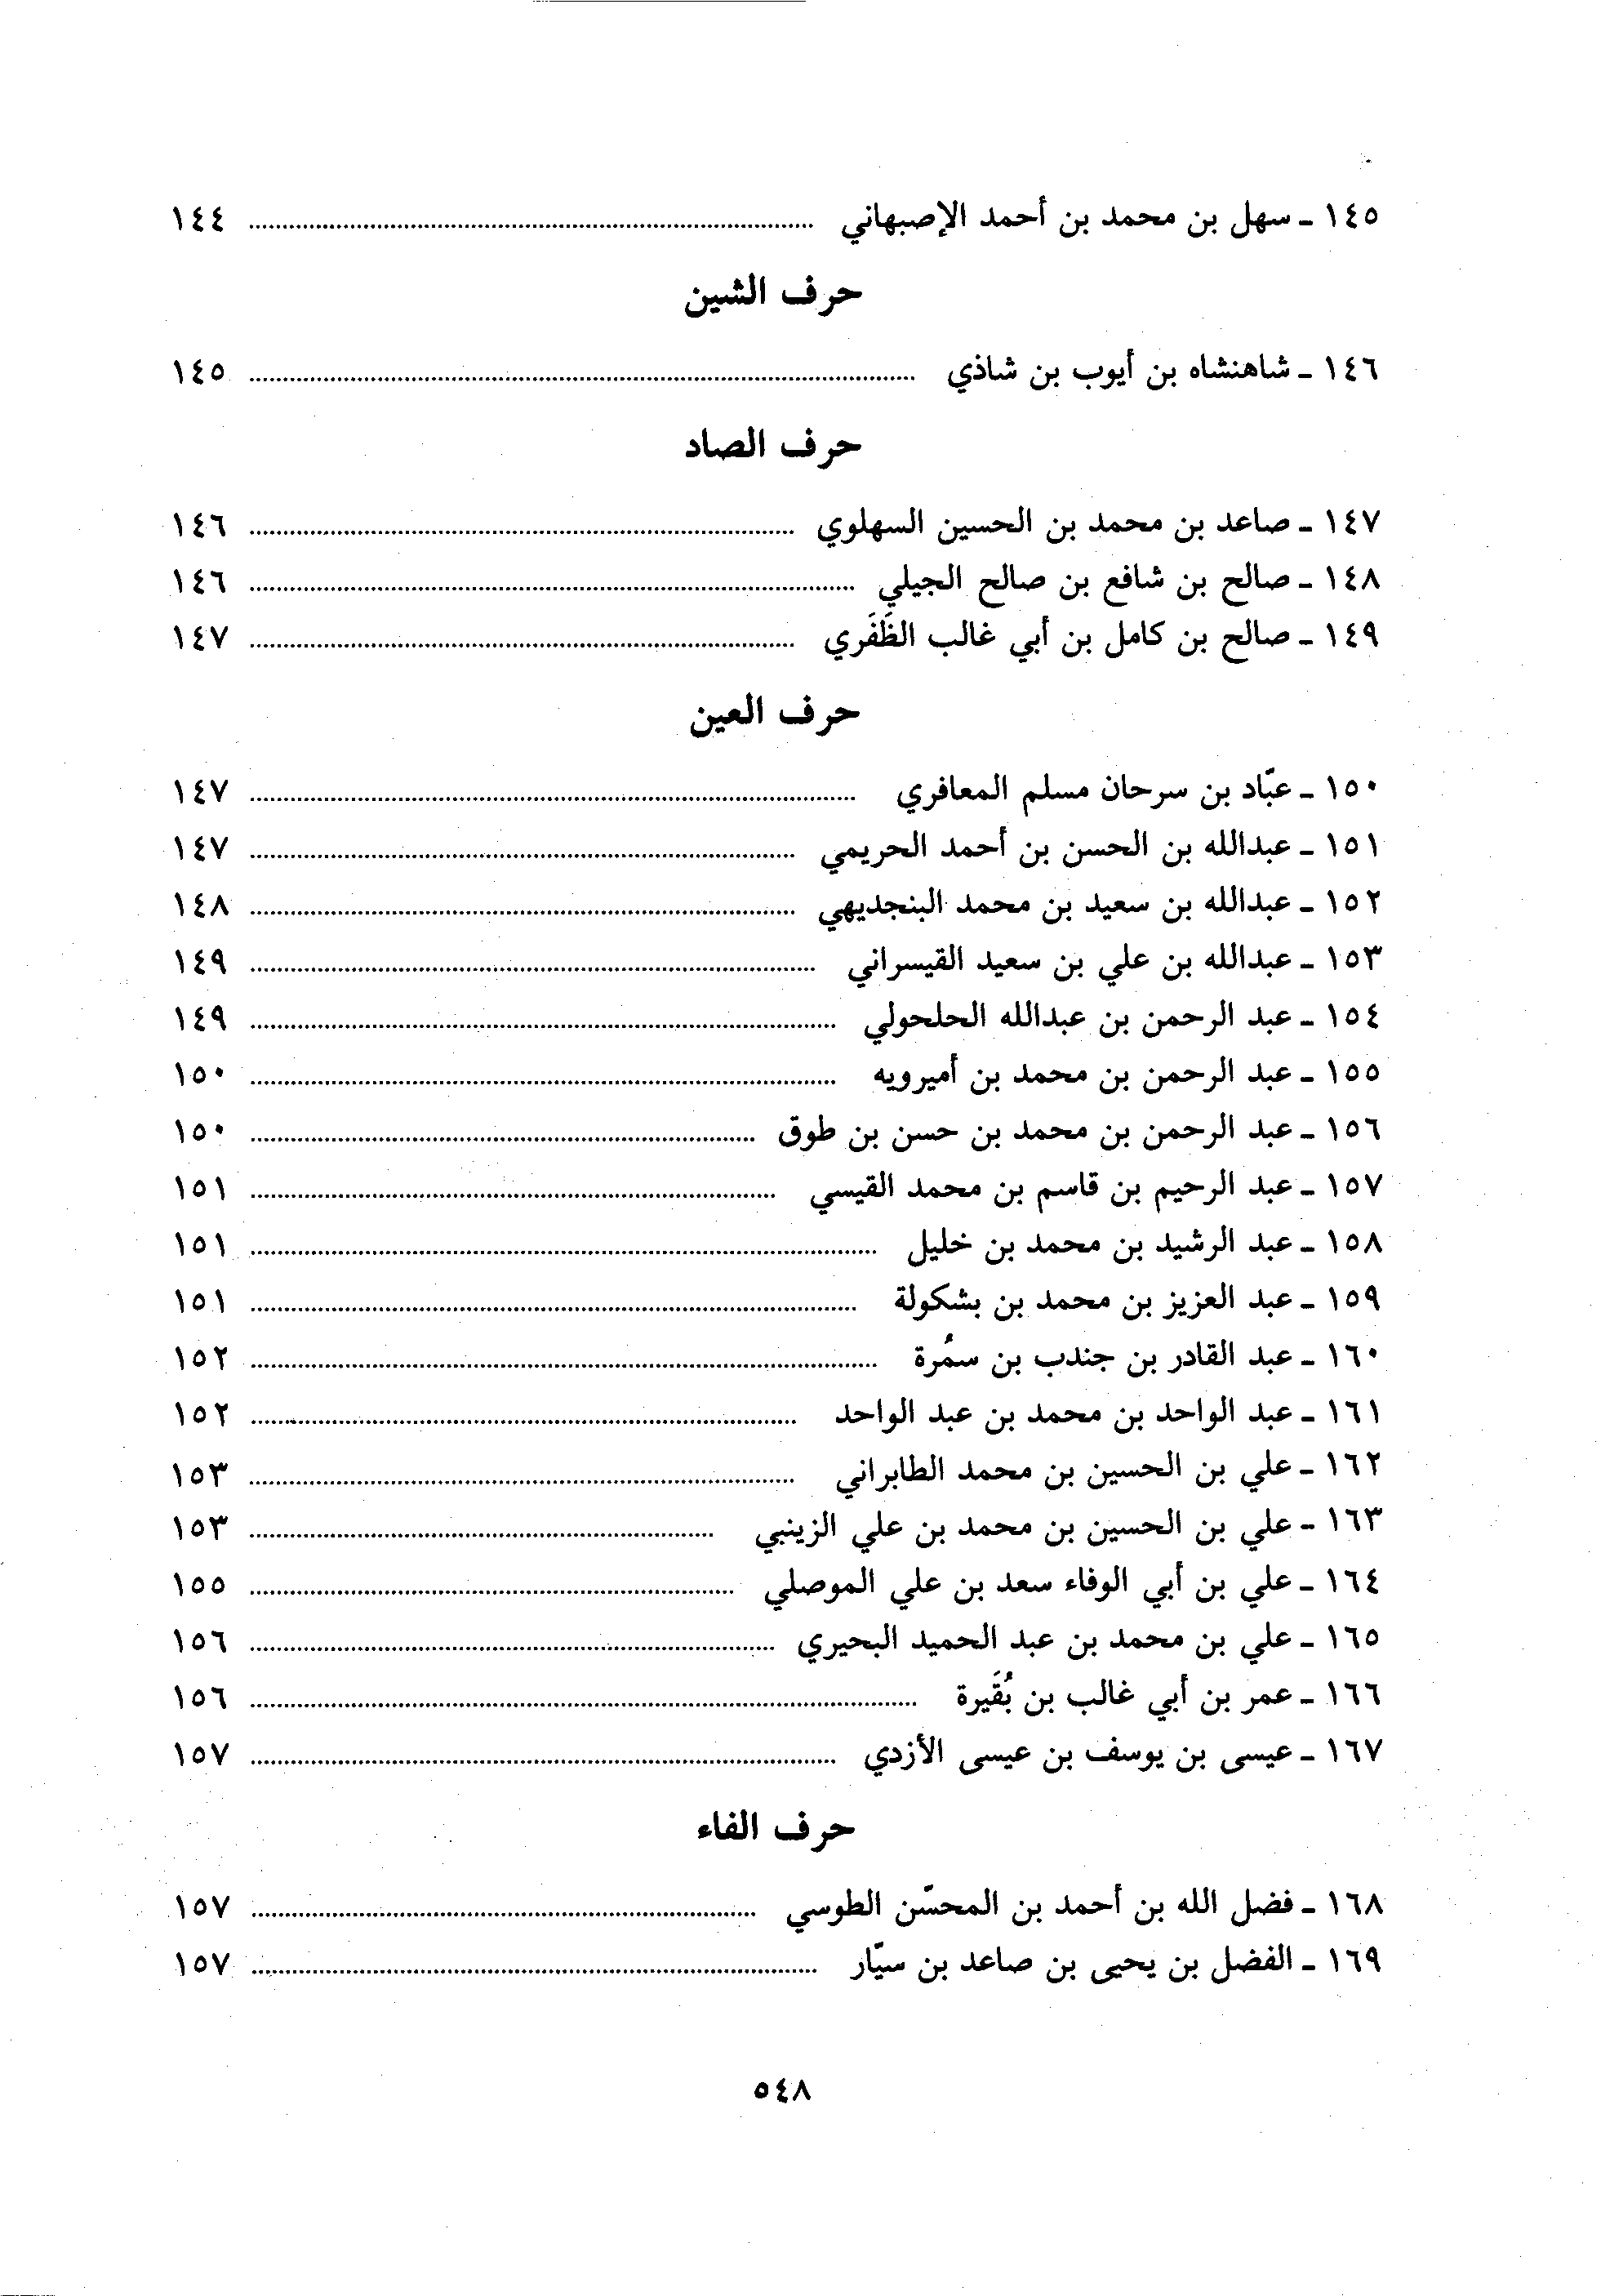 ١٤٥ - سهل بن محمد بن أحمد الإصبهاني ........ ١٤٤
حرف الشين
١٤٦ - شاهنشاه بن أيوب بن شاذي ........ ١٤٥
حرف الصاد
١٤٧ - صاعد بن محمد بن الحسين السهلوي ........ ١٤٦
١٤٨ - صالح بن شافع بن صالح الجيلي ........ ١٤٦
١٤٩ - صالح بن كامل بن أبي غالب الظَفَري ........ ١٤٧
حرف العين
١٥٠ - عبّاد بن سرحان مسلم المعافري ........ ١٤٧
١٥١ - عبدالله بن الحسن بن أحمد الحريمي ........ ١٤٧
١٥٢ - عبدالله بن سعيد بن محمد البنجديهي ........ ١٤٨
١٥٣ - عبدالله بن علي بن سعيد القيسراني ........ ١٤٩
١٥٤ - عبد الرحمن بن عبدالله الحلحولي ........ ١٤٩
١٥٥ - عبد الرحمن بن محمد بن أميرويه ........ ١٥٠
١٥٦ - عبد الرحمن بن محمد بن حسن بن طوق ........ ١٥٠
١٥٧ - عبد الرحيم بن قاسم بن محمد القيسي ........ ١٥١
١٥٨ - عبد الرشيد بن محمد بن خليل ........ ١٥١
١٥٩ - عبد العزيز بن محمد بن بشكولة ........ ١٥١
١٦٠ - عبد القادر بن جندب بن سمُرة ........ ١٥٢
١٦١ - عبد الواحد بن محمد بن عبد الواحد ........ ١٥٢
١٦٢ - علي بن الحسين بن محمد الطابراني ........ ١٥٣
١٦٣ - علي بن الحسين بن محمد بن علي الزينبي ........ ١٥٣
١٦٤ - علي بن أبي الوفاء سعد بن علي الموصلي ........ ١٥٥
١٦٥ - علي بن محمد بن عبد الحميد البحيري ........ ١٥٦
١٦٦ - عمر بن أبي غالب بن بُقَيرة ........ ١٥٦
١٦٧ - عيسى بن يوسف بن عيسى الأزدي ........ ١٥٧
حرف الفاء
١٦٨ - فضل الله بن أحمد بن المحسّن الطوسي ........ ١٥٧
١٦٩ - الفضل بن يحيى بن صاعد بن سيّار ........ ١٥٧
٥٤٨